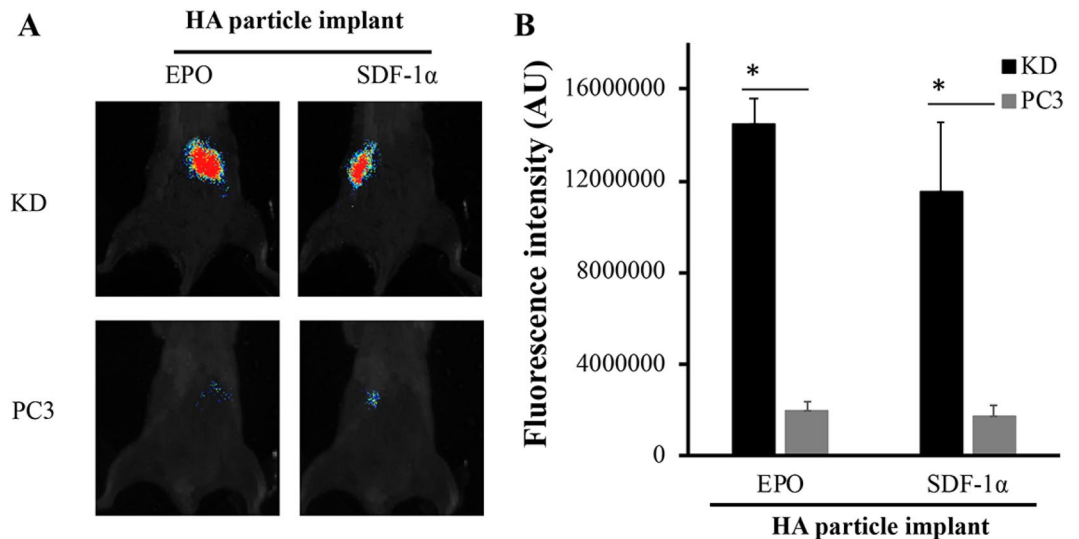 A
HA particle implant
EPO SDF-1α
KD
PC3
B
Fluorescence intensity (AU)
16000000
12000000
8000000
4000000
0
* *
KD
PC3
EPO SDF-1α
HA particle implant